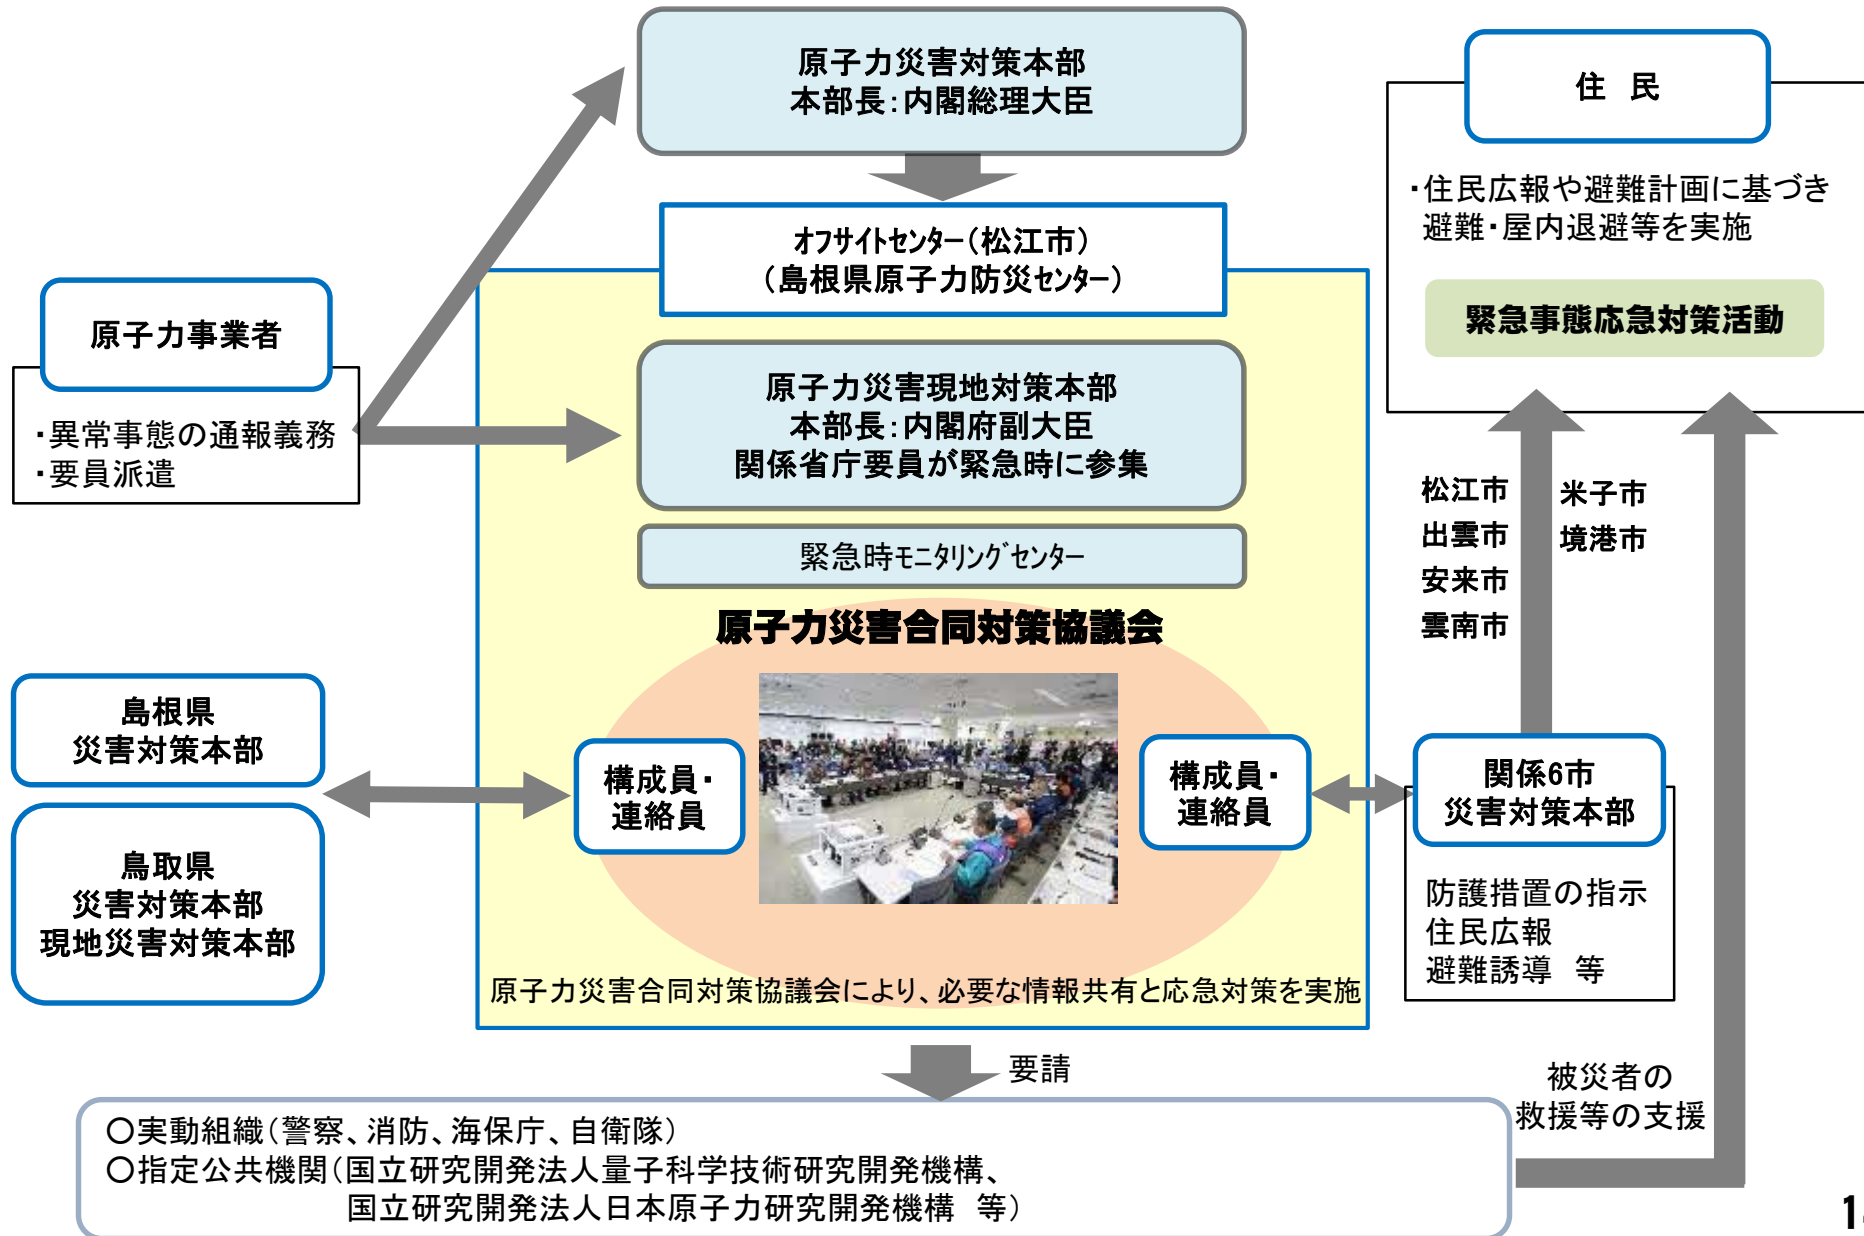 原子力災害対策本部
本部長：内閣総理大臣
オフサイトセンター（松江市）
（島根県原子力防災センター）
原子力事業者
・異常事態の通報義務
・要員派遣
原子力災害現地対策本部
本部長：内閣府副大臣
関係省庁要員が緊急時に参集
緊急時モニタリングセンター
原子力災害合同対策協議会
島根県
災害対策本部
鳥取県
災害対策本部
現地災害対策本部
構成員・
連絡員
構成員・
連絡員
原子力災害合同対策協議会により、必要な情報共有と応急対策を実施
住　民
・住民広報や避難計画に基づき
避難・屋内退避等を実施
緊急事態応急対策活動
松江市
出雲市
安来市
雲南市
米子市
境港市
関係6市
災害対策本部
防護措置の指示
住民広報
避難誘導　等
要請
被災者の
救援等の支援
○実動組織（警察、消防、海保庁、自衛隊）
○指定公共機関（国立研究開発法人量子科学技術研究開発機構、
国立研究開発法人日本原子力研究開発機構　等）